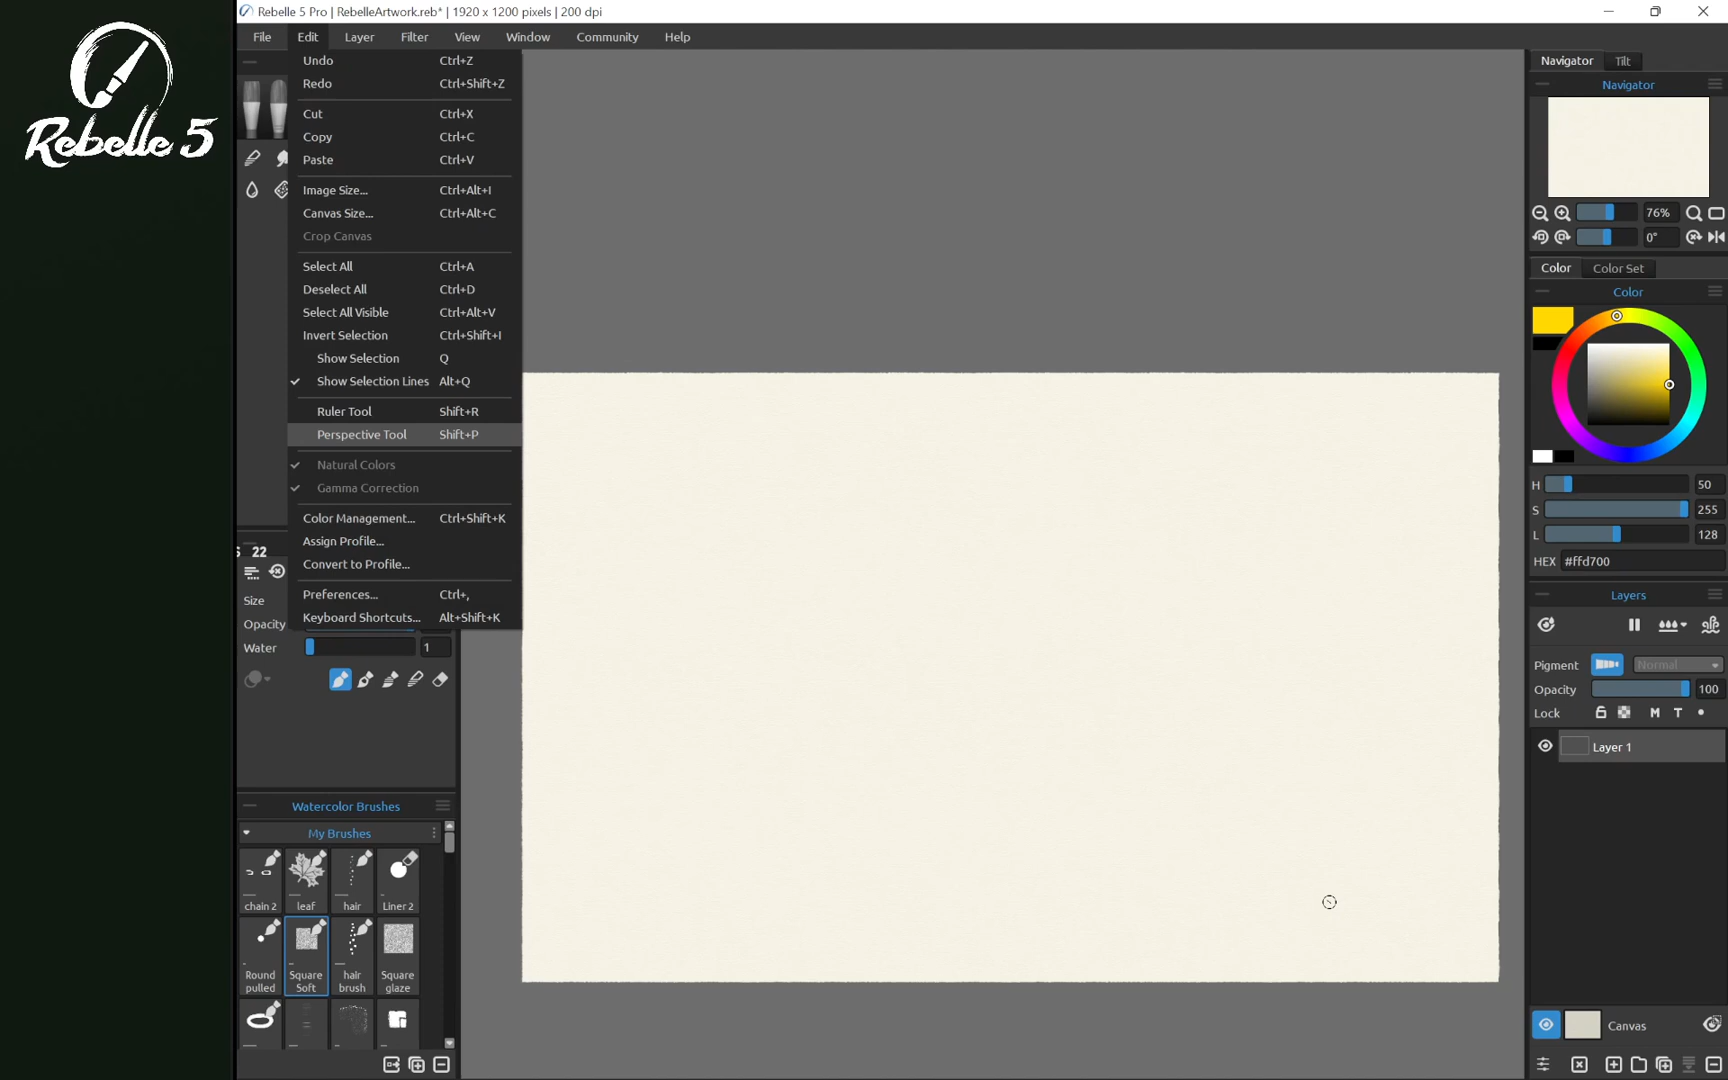 Rebelle 5
Rebelle 5 Pro | RebelleArtwork.reb* | 1920 x 1200 pixels | 200 dpi
File Edit Layer Filter View Window Community Help
Undo Ctrl+Z
Redo Ctrl+Shift+Z
Cut Ctrl+X
Copy Ctrl+C
Paste Ctrl+V
Image Size... Ctrl+Alt+I
Canvas Size... Ctrl+Alt+C
Crop Canvas
Select All Ctrl+A
Deselect All Ctrl+D
Select All Visible Ctrl+Alt+V
Invert Selection Ctrl+Shift+I
Show Selection Q
Show Selection Lines Alt+Q
Ruler Tool Shift+R
Perspective Tool Shift+P
Natural Colors
Gamma Correction
Color Management... Ctrl+Shift+K
Assign Profile...
Convert to Profile...
Preferences... Ctrl+,
Keyboard Shortcuts... Alt+Shift+K
22
Size
Opacity
Water 1
Watercolor Brushes
My Brushes
chain 2 leaf hair Liner 2
Round pulled
Square Soft
hair brush
Square glaze
Navigator Tilt
Navigator
76%
0°
Color Color Set
Color
H 50
S 255
L 128
HEX #ffd700
Layers
Pigment Normal
Opacity 100
Lock M T
Layer 1
Canvas